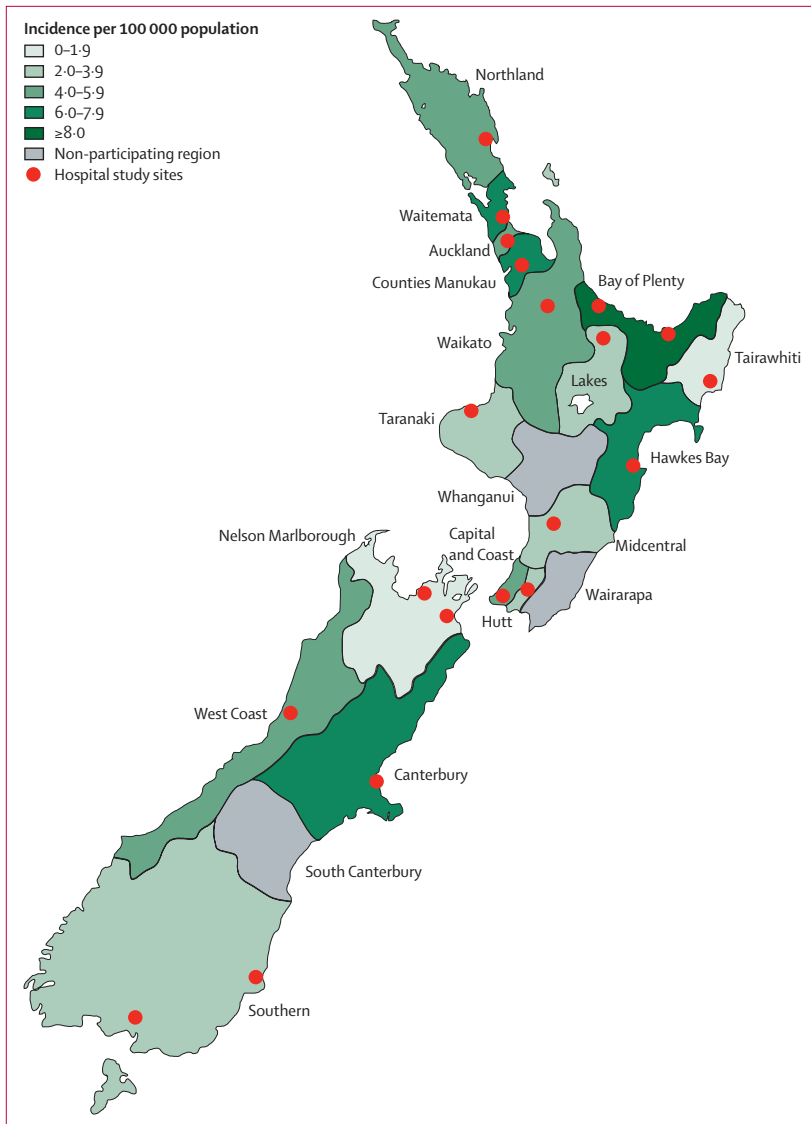 Incidence per 100 000 population
0–1·9
2·0–3·9
4·0–5·9
6·0–7·9
≥8·0
Non-participating region
Hospital study sites
Northland
Waitemata
Auckland
Counties Manukau
Bay of Plenty
Waikato
Tairawhiti
Lakes
Taranaki
Hawkes Bay
Whanganui
Nelson Marlborough
Capital
and Coast
Midcentral
Wairarapa
Hutt
West Coast
Canterbury
South Canterbury
Southern